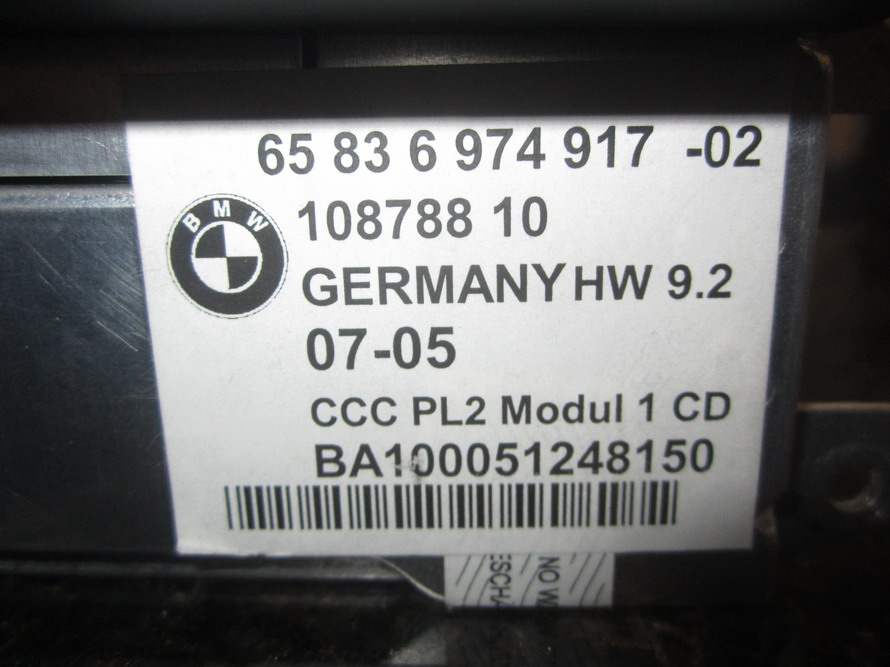 65 83 6 974 917 -02
BMW
108788 10
GERMANY HW 9.2
07-05
CCC PL2 Modul 1 CD
BA100051248150
NO W